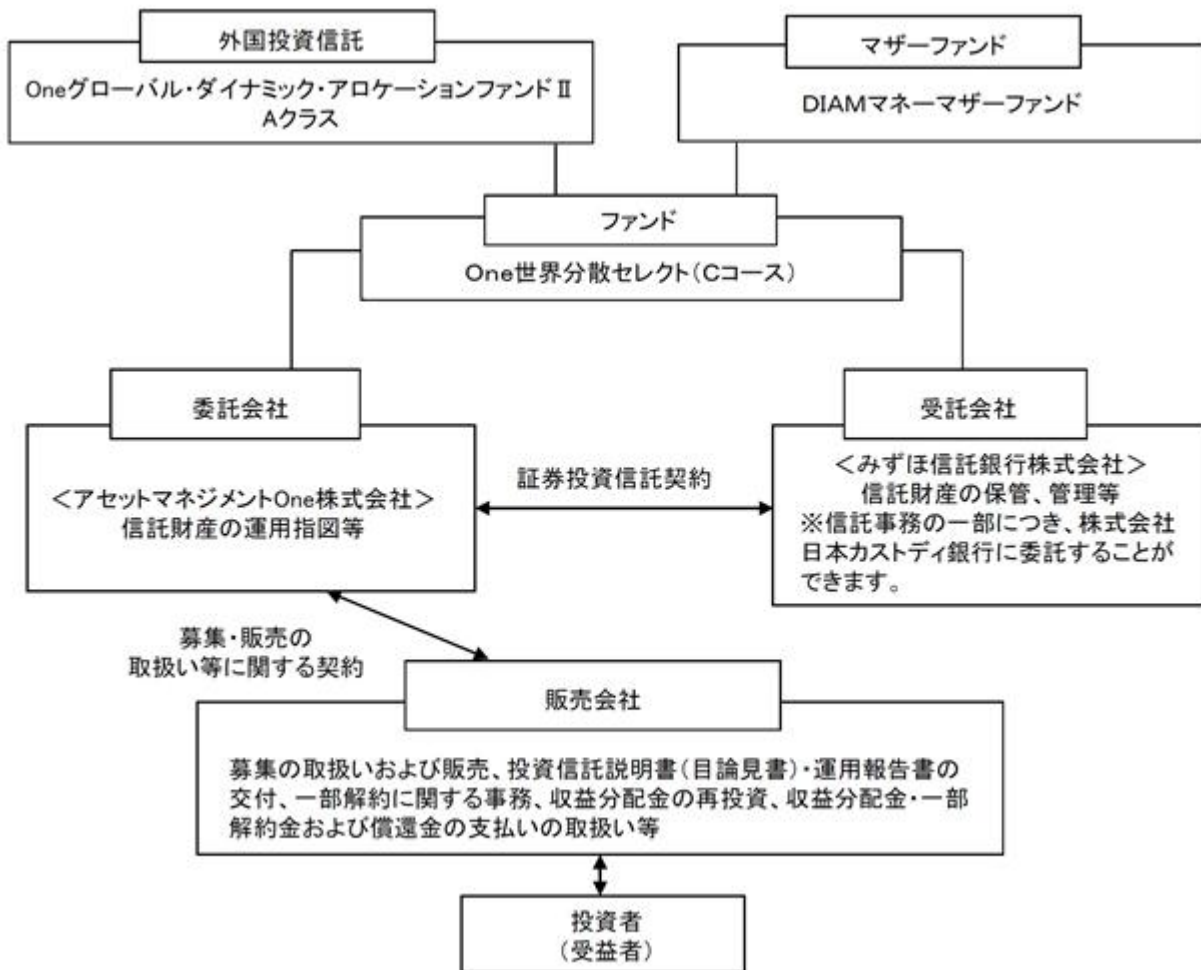 外国投資信託
Oneグローバル・ダイナミック・アロケーションファンドⅡ
Aクラス
マザーファンド
DIAMマネーマザーファンド
ファンド
One世界分散セレクト(Cコース)
委託会社
<アセットマネジメントOne株式会社>
信託財産の運用指図等
証券投資信託契約
受託会社
<みずほ信託銀行株式会社>
信託財産の保管、管理等
※信託事務の一部につき、株式会社
日本カストディ銀行に委託することが
できます。
募集・販売の
取扱い等に関する契約
販売会社
募集の取扱いおよび販売、投資信託説明書(目論見書)・運用報告書の
交付、一部解約に関する事務、収益分配金の再投資、収益分配金・一部
解約金および償還金の支払いの取扱い等
投資者
(受益者)